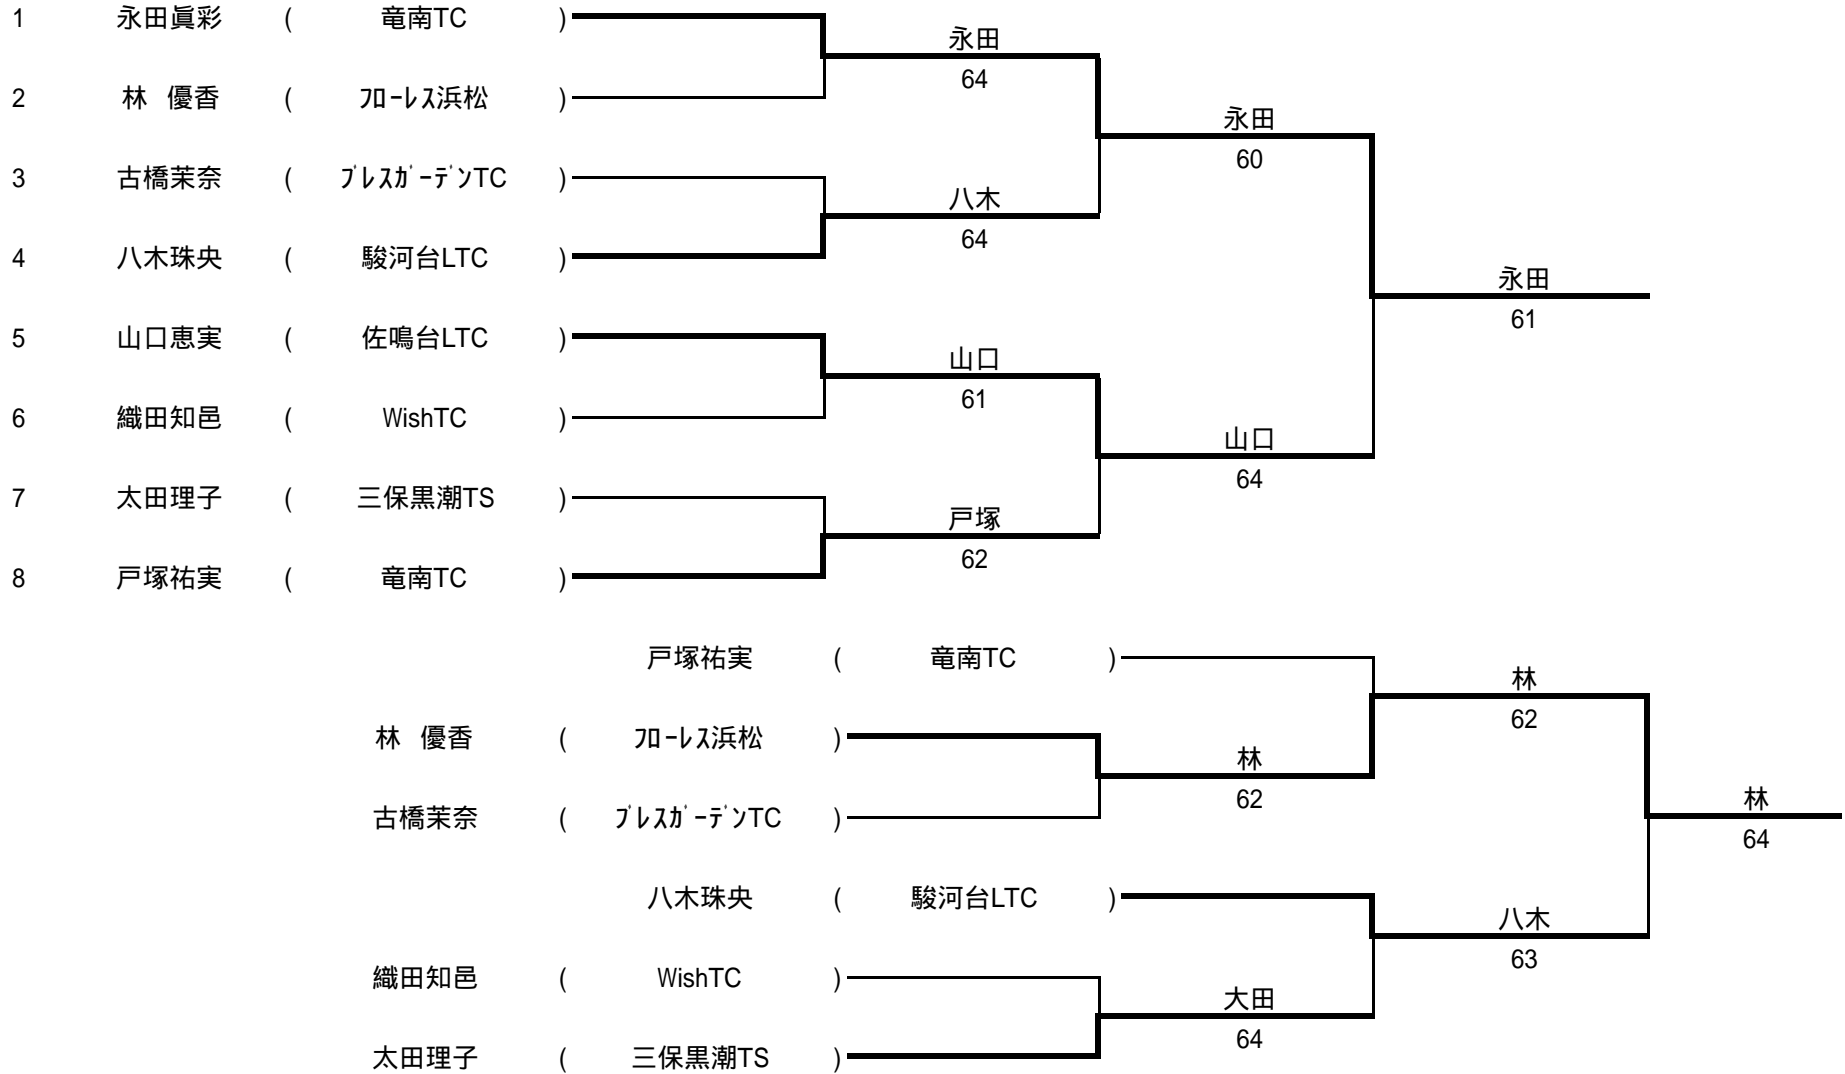 1 永田眞彩 ( 竜南TC )
永田
64
2 林 優香 ( ﾌﾛｰﾚｽ浜松 )
永田
60
3 古橋茉奈 ( ﾌﾞﾚｽｶﾞｰﾃﾞﾝTC )
八木
64
4 八木珠央 ( 駿河台LTC )
永田
61
5 山口恵実 ( 佐鳴台LTC )
山口
61
6 織田知邑 ( WishTC )
山口
64
7 太田理子 ( 三保黒潮TS )
戸塚
62
8 戸塚祐実 ( 竜南TC )
戸塚祐実 ( 竜南TC )
林
62
林 優香 ( ﾌﾛｰﾚｽ浜松 )
林
62
古橋茉奈 ( ﾌﾞﾚｽｶﾞｰﾃﾞﾝTC )
林
64
八木珠央 ( 駿河台LTC )
八木
63
織田知邑 ( WishTC )
大田
64
太田理子 ( 三保黒潮TS )